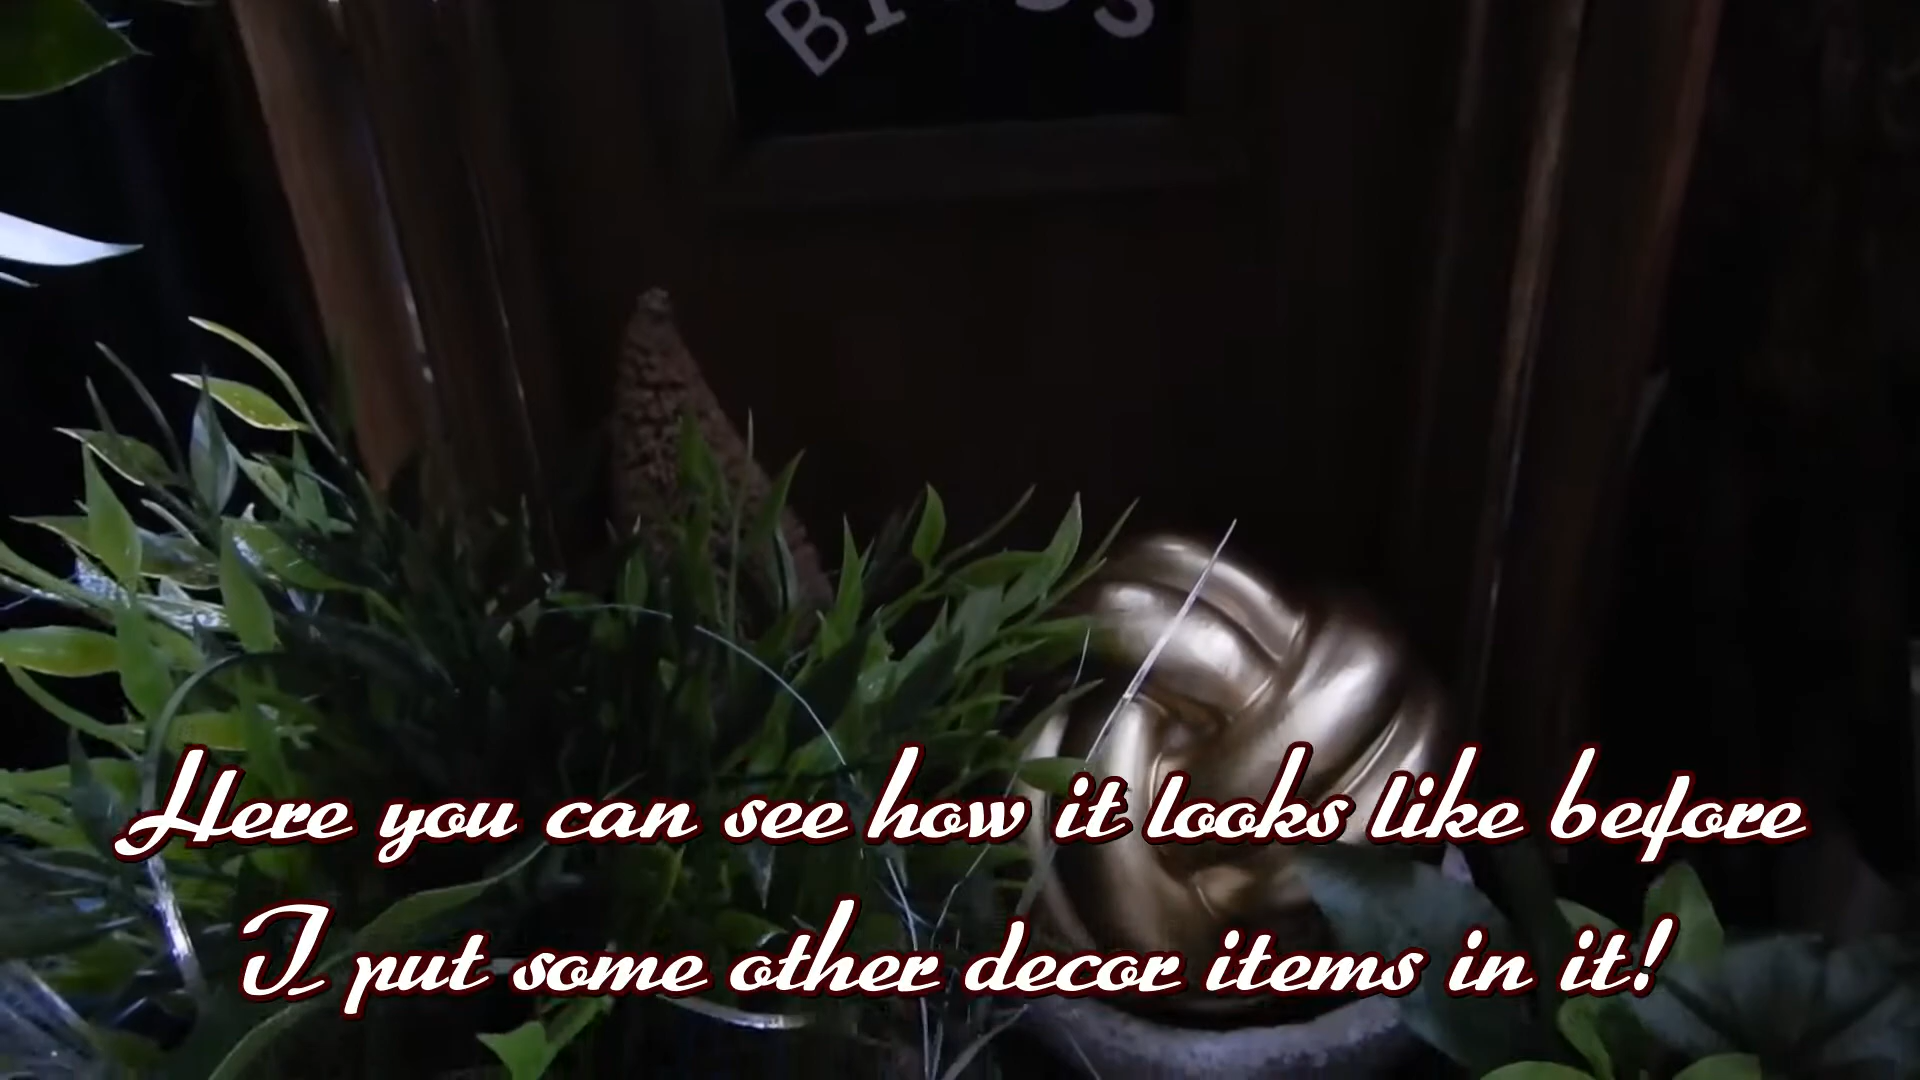 Here you can see how it looks like before
I put some other decor items in it!